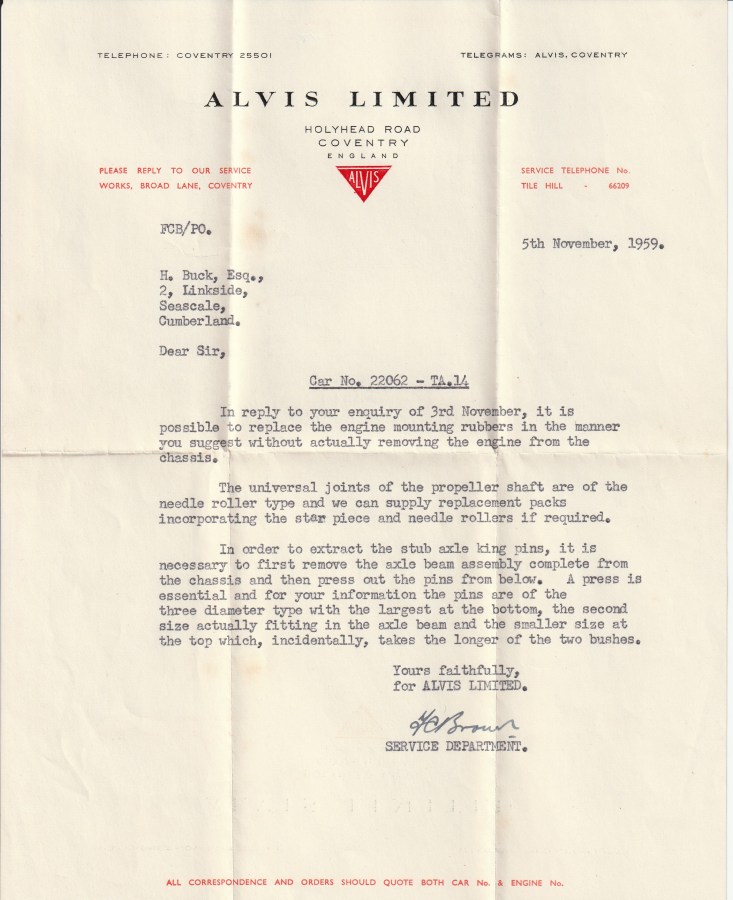 TELEPHONE: COVENTRY 25501
TELEGRAMS: ALVIS, COVENTRY
ALVIS LIMITED
HOLYHEAD ROAD
COVENTRY
ENGLAND
ALVIS
PLEASE REPLY TO OUR SERVICE
WORKS, BROAD LANE, COVENTRY
SERVICE TELEPHONE No.
TILE HILL - 66209
FCB/PO.
5th November, 1959.
H. Buck, Esq.,
2, Linkside,
Seascale,
Cumberland.
Dear Sir,
Car No. 22062 - TA.14
In reply to your enquiry of 3rd November, it is
possible to replace the engine mounting rubbers in the manner
you suggest without actually removing the engine from the
chassis.
The universal joints of the propeller shaft are of the
needle roller type and we can supply replacement packs
incorporating the star piece and needle rollers if required.
In order to extract the stub axle king pins, it is
necessary to first remove the axle beam assembly complete from
the chassis and then press out the pins from below. A press is
essential and for your information the pins are of the
three diameter type with the largest at the bottom, the second
size actually fitting in the axle beam and the smaller size at
the top which, incidentally, takes the longer of the two bushes.
Yours faithfully,
for ALVIS LIMITED.
FCBrown
SERVICE DEPARTMENT.
ALL CORRESPONDENCE AND ORDERS SHOULD QUOTE BOTH CAR No. & ENGINE No.